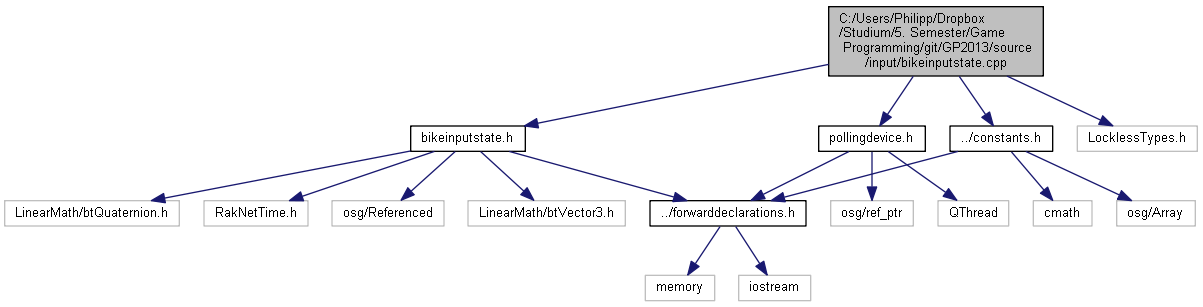 C:/Users/Philipp/Dropbox
/Studium/5. Semester/Game
Programming/git/GP2013/source
/input/bikeinputstate.cpp
bikeinputstate.h
pollingdevice.h
../constants.h
LocklessTypes.h
LinearMath/btQuaternion.h
RakNetTime.h
osg/Referenced
LinearMath/btVector3.h
../forwarddeclarations.h
osg/ref_ptr
QThread
cmath
osg/Array
memory
iostream